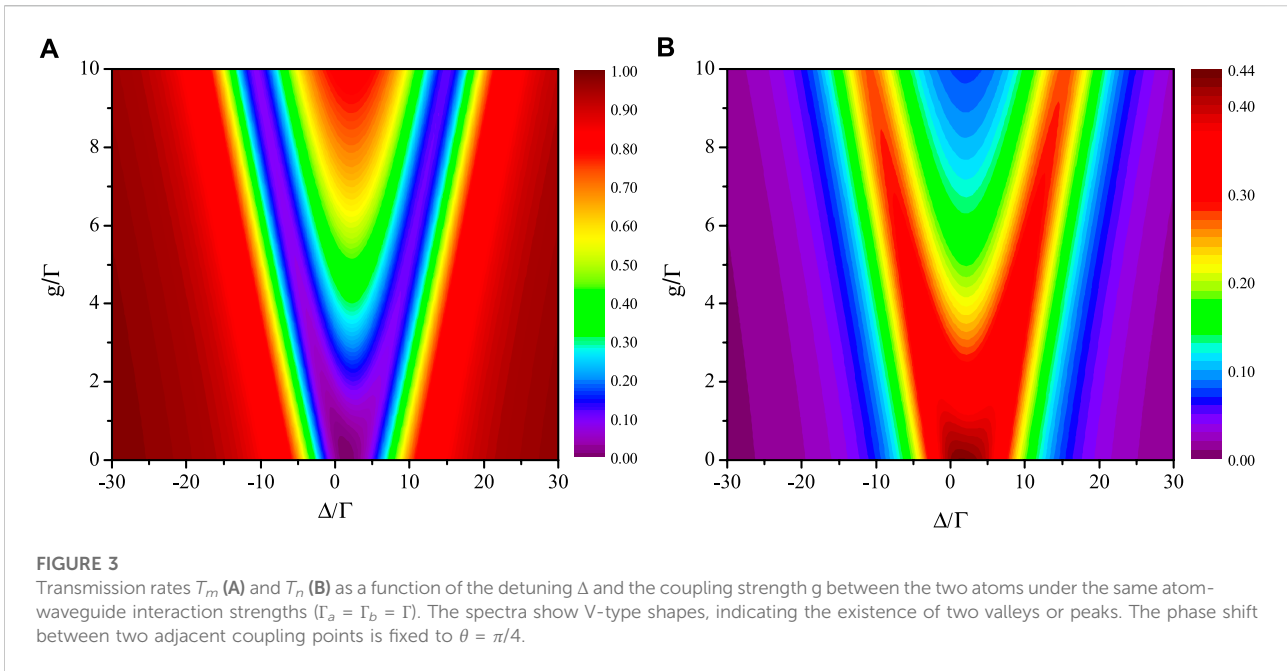 A
B
10
8
6
4
2
0
g/Γ
-30 -20 -10 0 10 20 30
Δ/Γ
1.00
0.90
0.80
0.70
0.60
0.50
0.40
0.30
0.20
0.10
0.00
10
8
6
4
2
0
g/Γ
-30 -20 -10 0 10 20 30
Δ/Γ
0.44
0.40
0.30
0.20
0.10
0.00
FIGURE 3
Transmission rates Tm (A) and Tn (B) as a function of the detuning Δ and the coupling strength g between the two atoms under the same atom-
waveguide interaction strengths (Γa = Γb = Γ). The spectra show V-type shapes, indicating the existence of two valleys or peaks. The phase shift
between two adjacent coupling points is fixed to θ = π/4.